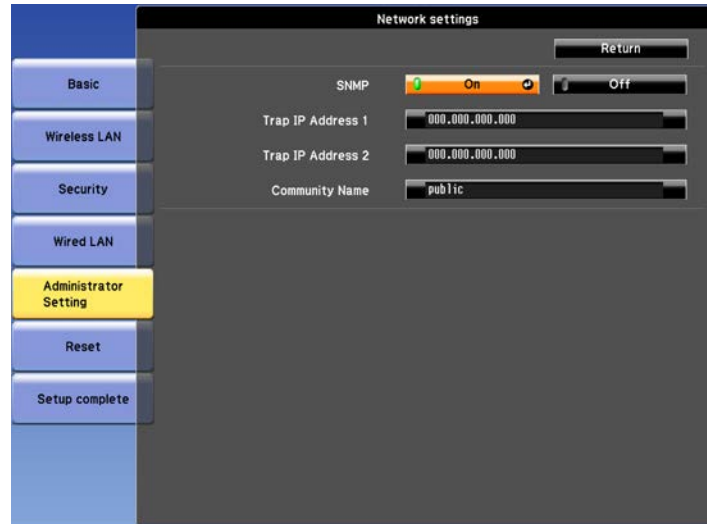 Network settings
Return
Basic
Wireless LAN
Security
Wired LAN
Administrator
Setting
Reset
Setup complete
SNMP On Off
Trap IP Address 1 000.000.000.000
Trap IP Address 2 000.000.000.000
Community Name public